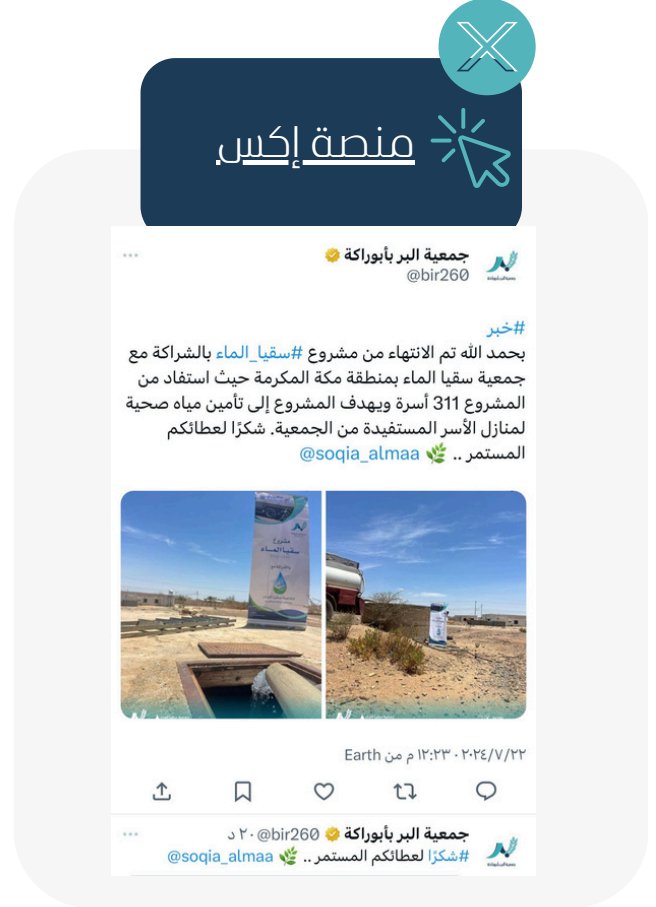 منصة إكس
جمعية البر بأبوراكة
@bir260
#خبر
بحمد الله تم الانتهاء من مشروع #سقيا_الماء بالشراكة مع
جمعية سقيا الماء بمنطقة مكة المكرمة حيث استفاد من
المشروع 311 أسرة ويهدف المشروع إلى تأمين مياه صحية
لمنازل الأسر المستفيدة من الجمعية. شكرًا لعطائكم
المستمر .. 🌿 @soqia_almaa
مشروع
سقيا الماء
٢٠٢٤/٧/٢٢ · ١٢:٢٣ م من Earth
جمعية البر بأبوراكة @bir260 · ٢٠ د
#شكرًا لعطائكم المستمر .. 🌿 @soqia_almaa